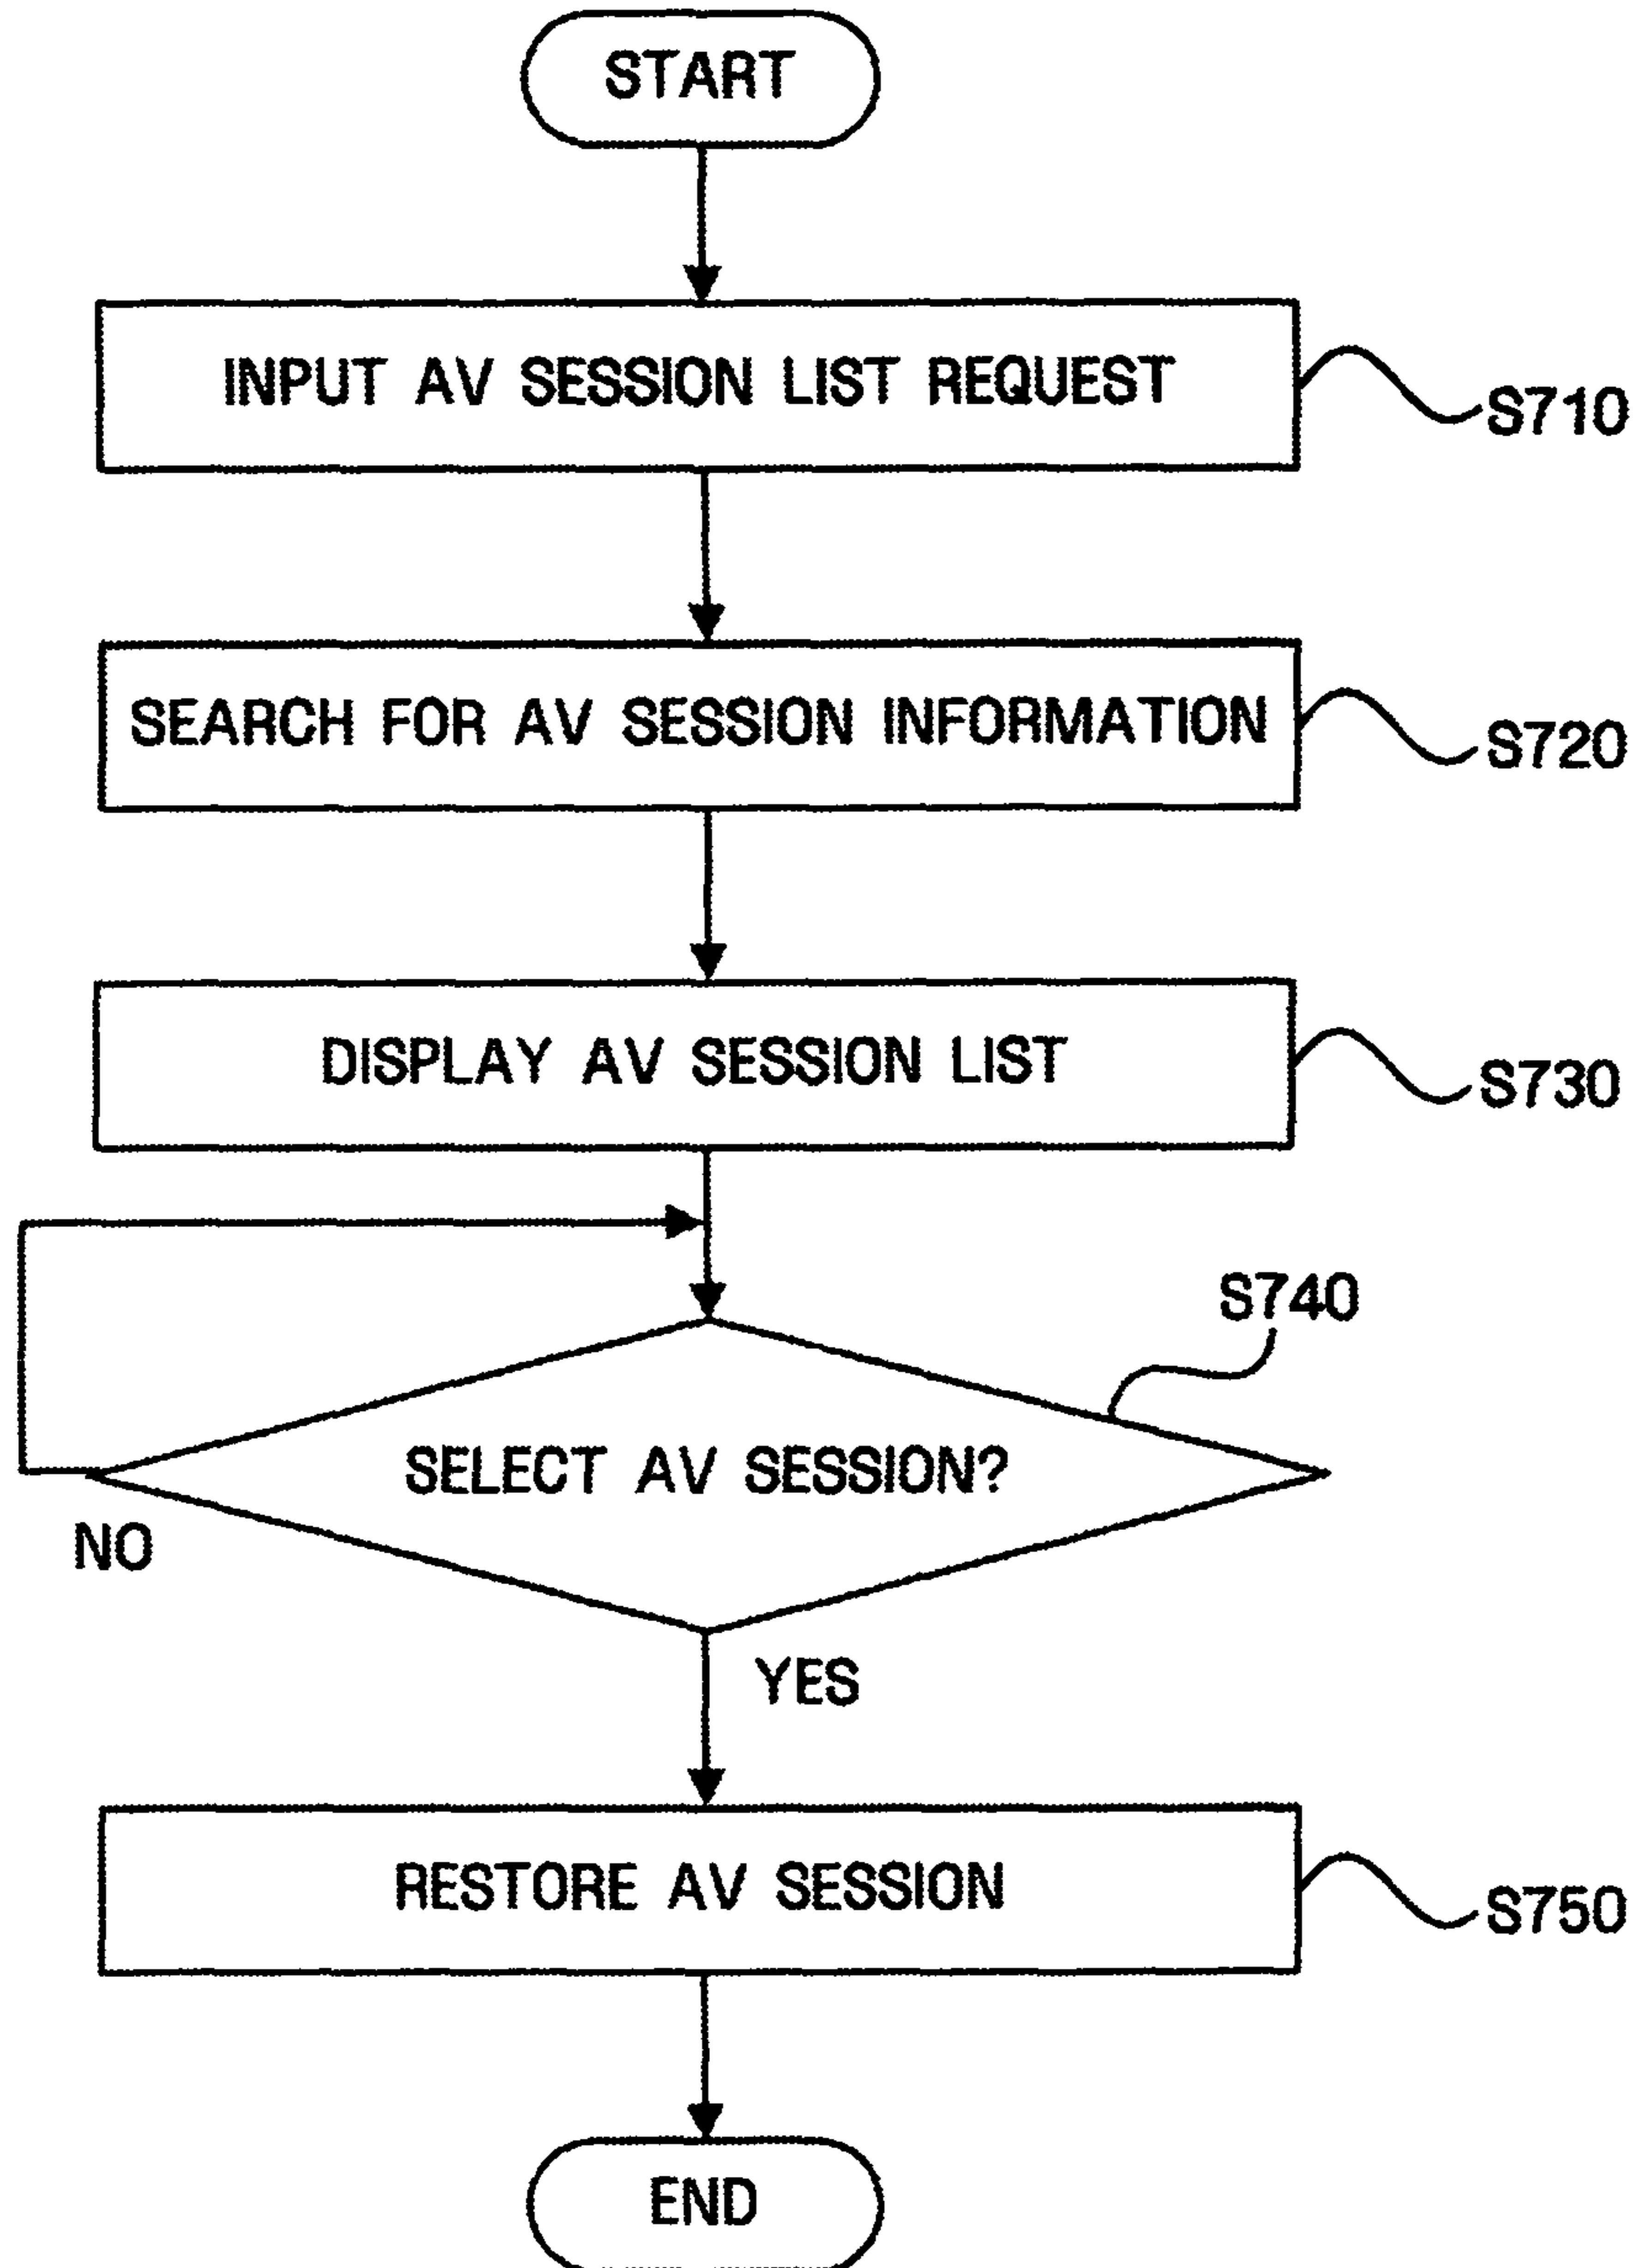 START
INPUT AV SESSION LIST REQUEST
S710
SEARCH FOR AV SESSION INFORMATION
S720
DISPLAY AV SESSION LIST
S730
S740
SELECT AV SESSION?
NO
YES
RESTORE AV SESSION
S750
END